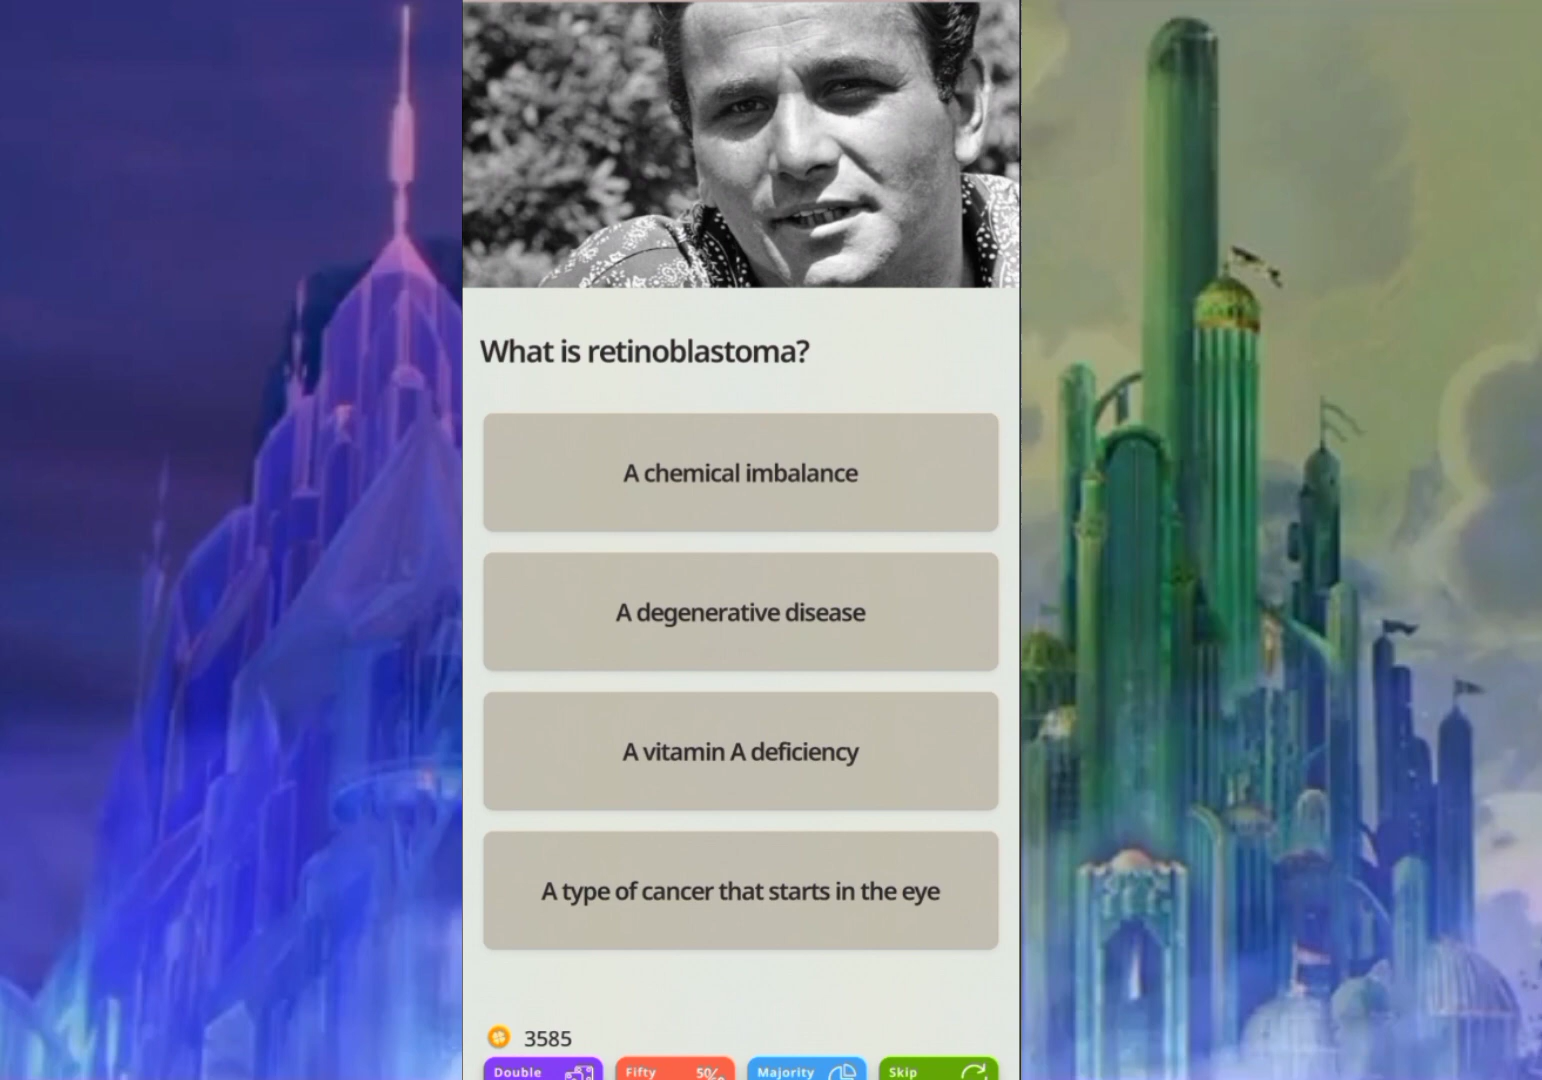 What is retinoblastoma?
A chemical imbalance
A degenerative disease
A vitamin A deficiency
A type of cancer that starts in the eye
3585
Double
Fifty
50%
Majority
Skip